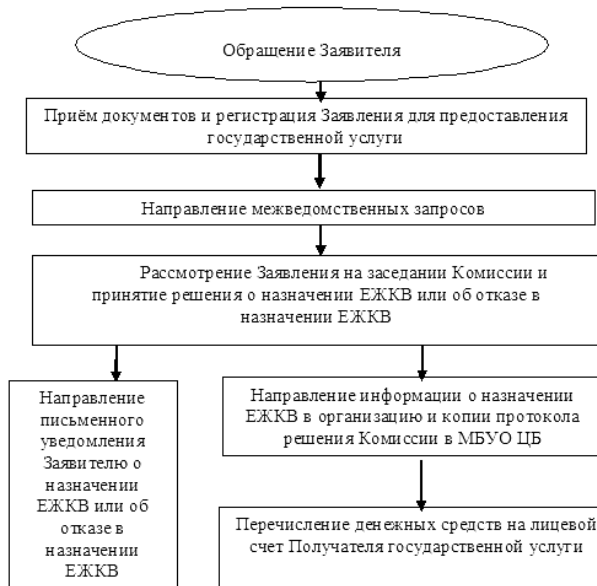 Обращение Заявителя
Приём документов и регистрация Заявления для предоставления
государственной услуги
Направление межведомственных запросов
Рассмотрение Заявления на заседании Комиссии и
принятие решения о назначении ЕЖКВ или об отказе в
назначении ЕЖКВ
Направление
письменного
уведомления
Заявителю о
назначении
ЕЖКВ или об
отказе в
назначении
ЕЖКВ
Направление информации о назначении
ЕЖКВ в организацию и копии протокола
решения Комиссии в МБУО ЦБ
Перечисление денежных средств на лицевой
счет Получателя государственной услуги